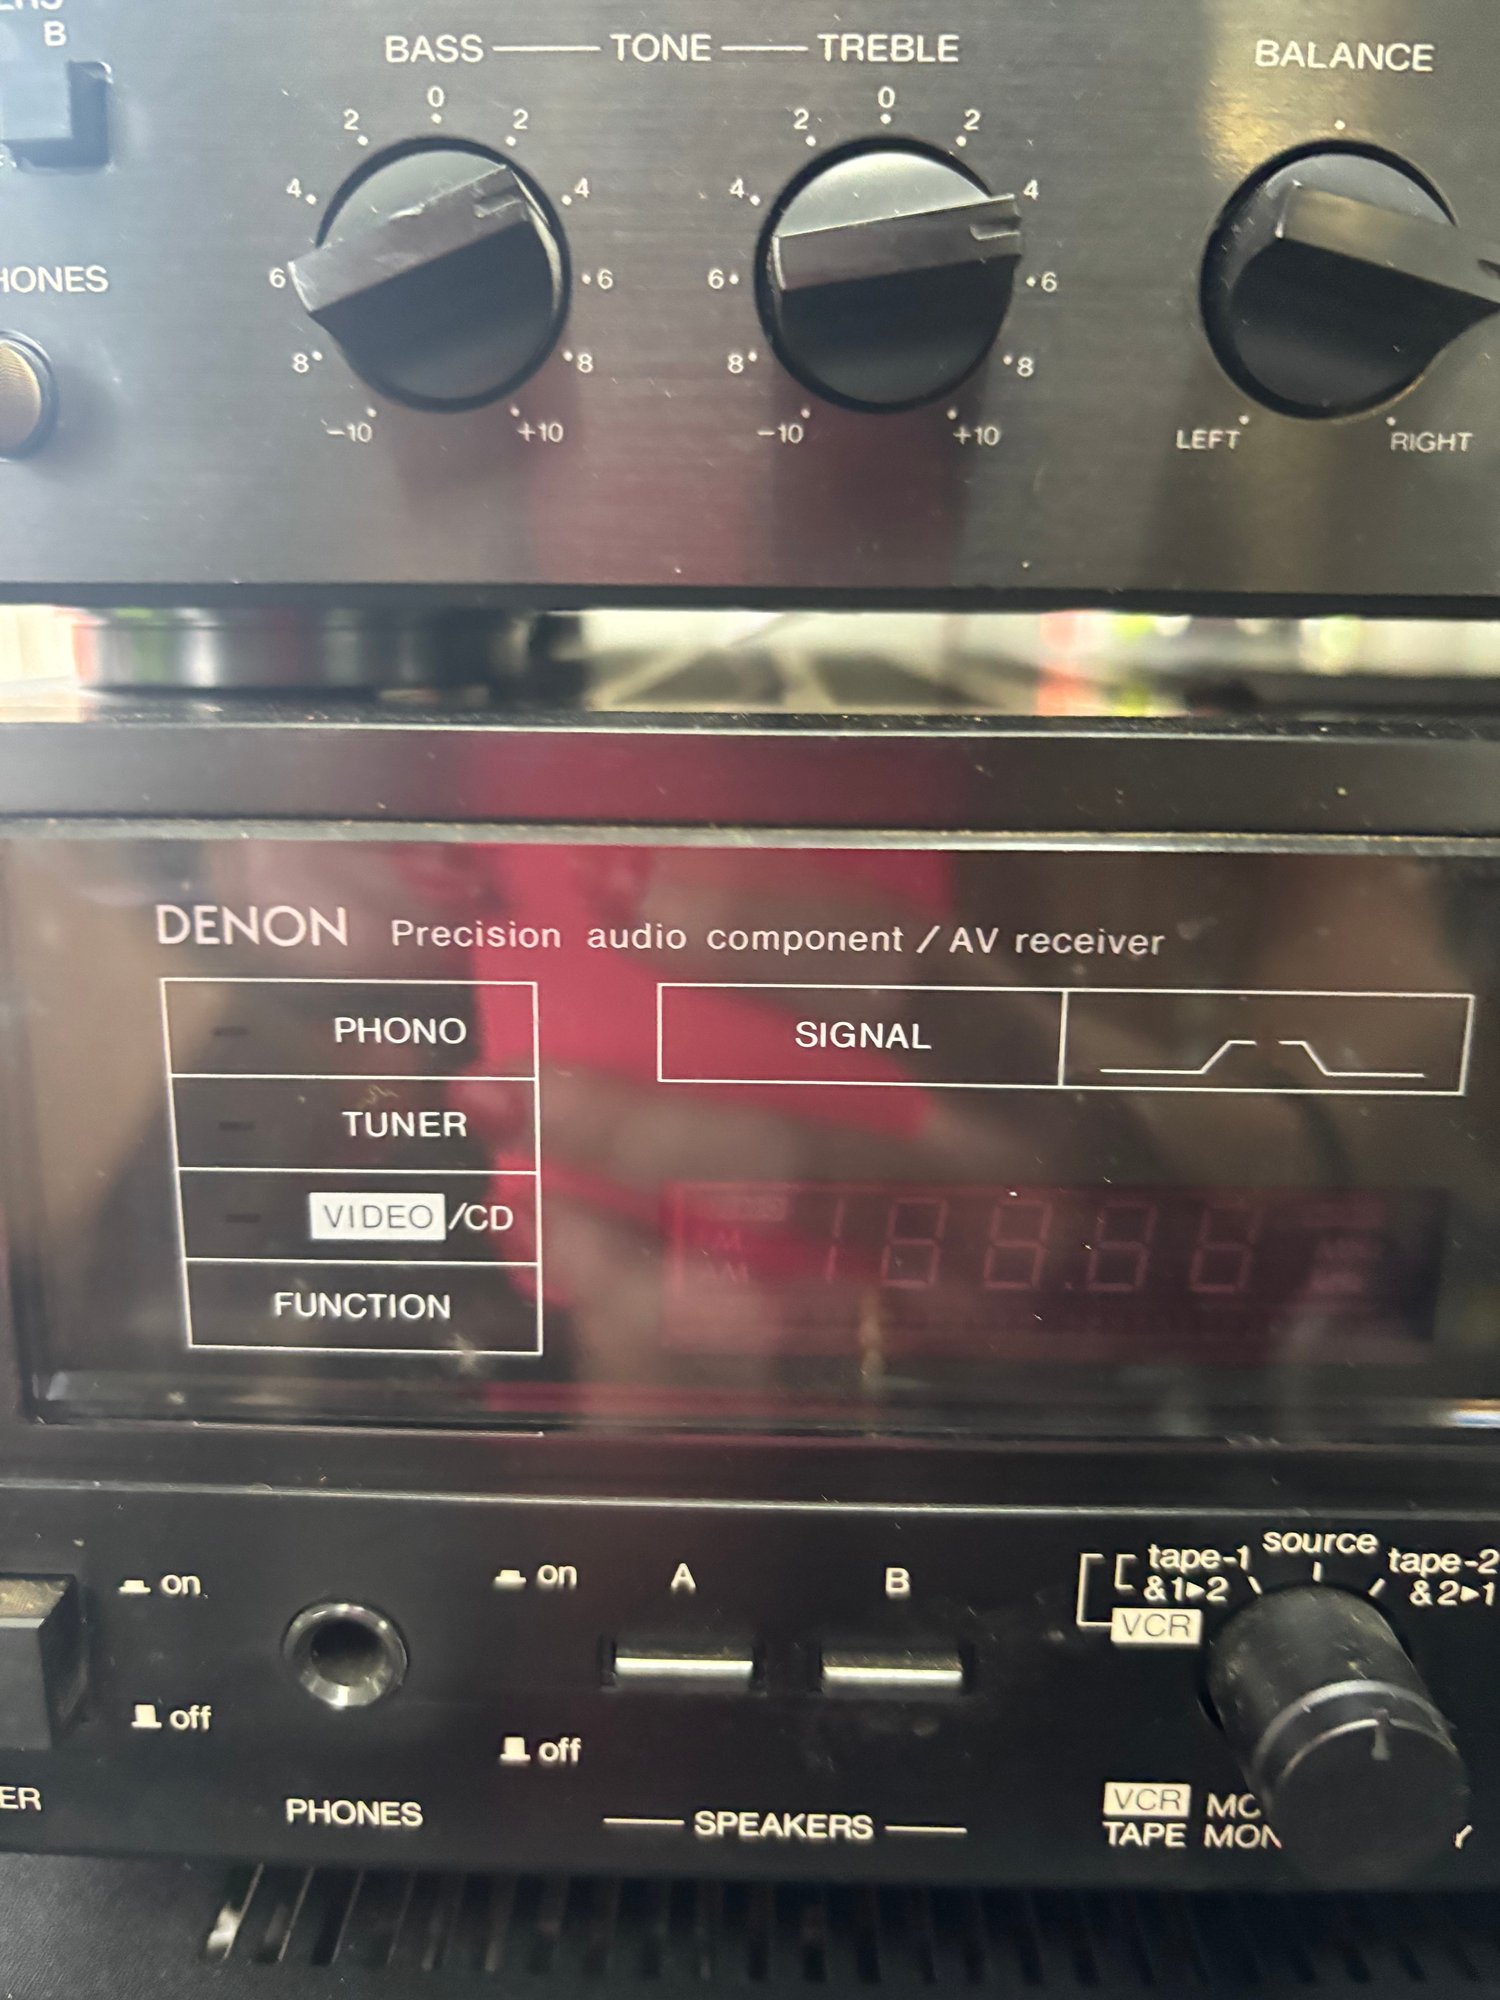 B
BASS TONE TREBLE
BALANCE
0
2 2
4 4
6 6
8 8
-10 +10
0
2 2
4 4
6 6
8 8
-10 +10
LEFT RIGHT
HONES
DENON Precision audio component / AV receiver
PHONO
TUNER
VIDEO/CD
FUNCTION
SIGNAL
on
off
PHONES
on
off
A
B
SPEAKERS
tape-1
&1▸2
VCR
source
tape-2
&2▸1
VCR
TAPE